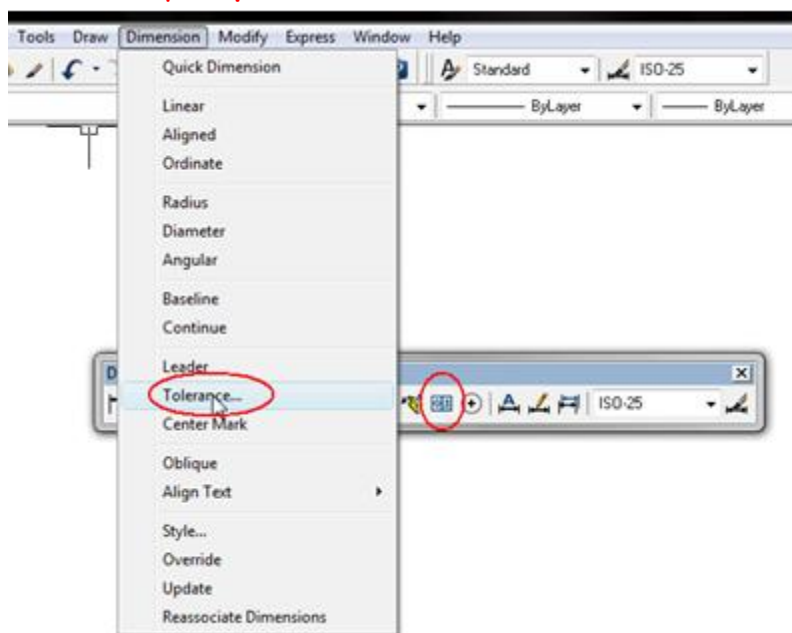 Tools Draw Dimension Modify Express Window Help
Standard ISO-25
ByLayer ByLayer
Quick Dimension
Linear
Aligned
Ordinate
Radius
Diameter
Angular
Baseline
Continue
Leader
Tolerance...
Center Mark
Oblique
Align Text
Style...
Override
Update
Reassociate Dimensions
D
ISO-25